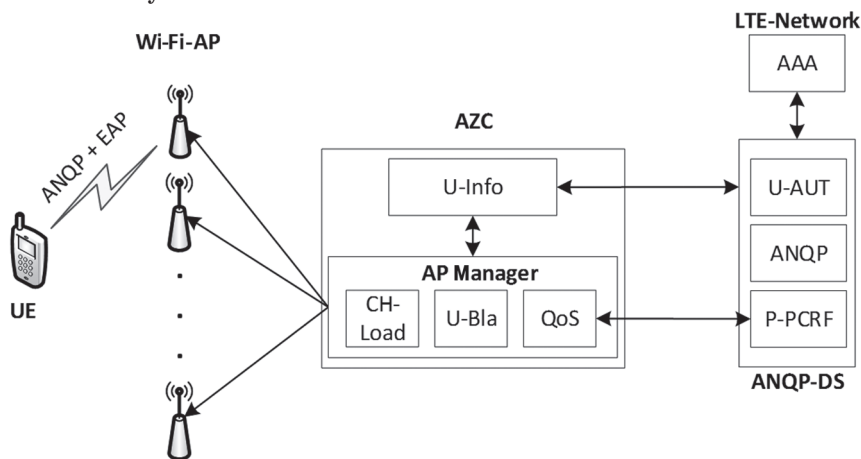 LTE-Network
Wi-Fi-AP
AAA
ANQP + EAP
AZC
U-Info
U-AUT
AP Manager
ANQP
CH-
Load
U-Bla
QoS
P-PCRF
UE
ANQP-DS